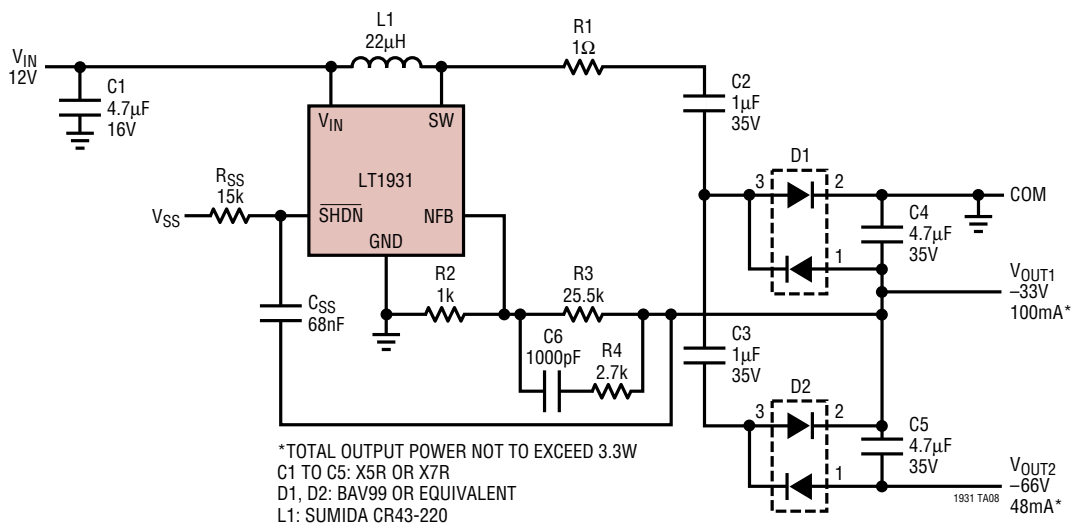 L1
22µH
R1
1Ω
VIN
12V
C1
4.7µF
16V
C2
1µF
35V
VIN
SW
LT1931
SHDN
NFB
GND
D1
3
2
1
COM
C4
4.7µF
35V
RSS
15k
VSS
VOUT1
–33V
100mA*
R2
1k
R3
25.5k
CSS
68nF
C6
1000pF
R4
2.7k
C3
1µF
35V
D2
3
2
1
C5
4.7µF
35V
VOUT2
–66V
48mA*
1931 TA08
*TOTAL OUTPUT POWER NOT TO EXCEED 3.3W
C1 TO C5: X5R OR X7R
D1, D2: BAV99 OR EQUIVALENT
L1: SUMIDA CR43-220